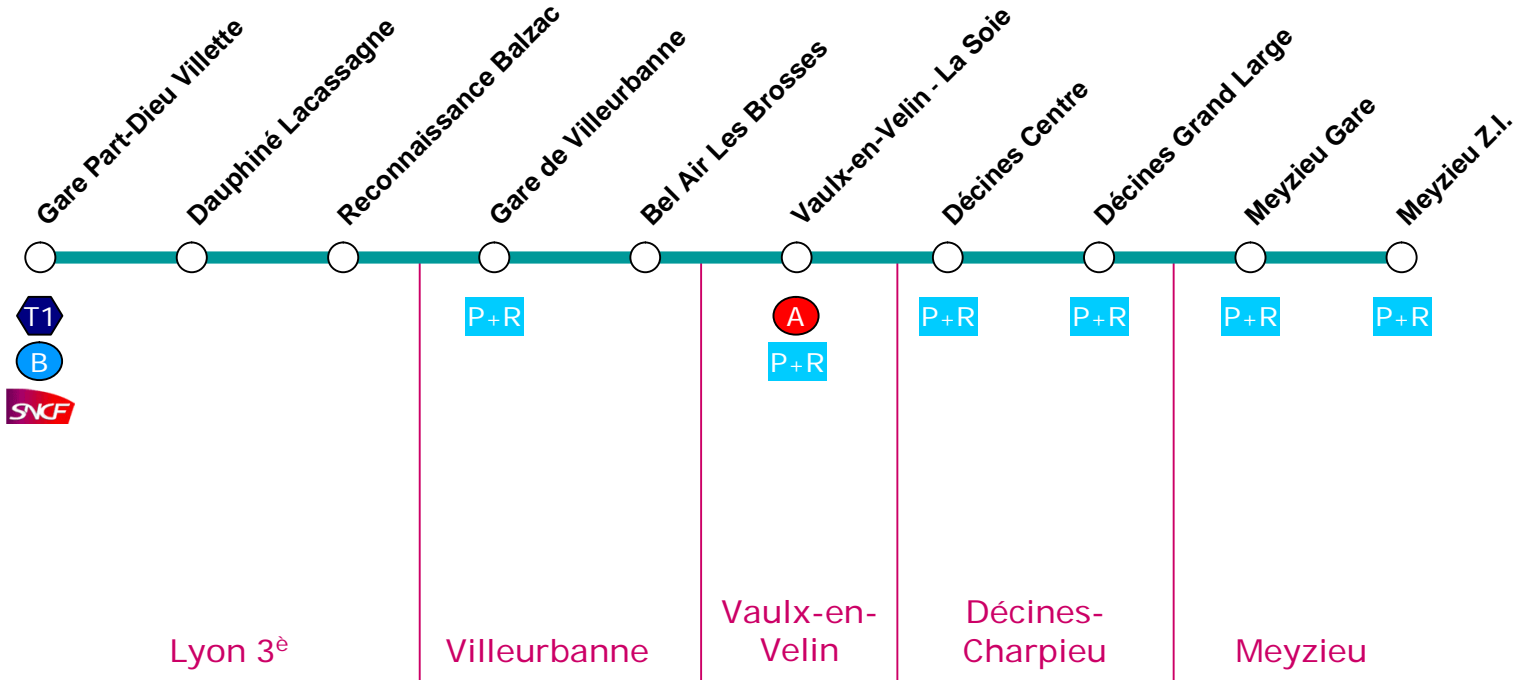 Gare Part-Dieu Villette
Dauphiné Lacassagne
Reconnaissance Balzac
Gare de Villeurbanne
Bel Air Les Brosses
Vaulx-en-Velin - La Soie
Décines Centre
Décines Grand Large
Meyzieu Gare
Meyzieu Z.I.
T1
B
SNCF
P+R
A
P+R
P+R
P+R
P+R
P+R
Lyon 3è
Villeurbanne
Vaulx-en-
Velin
Décines-
Charpieu
Meyzieu